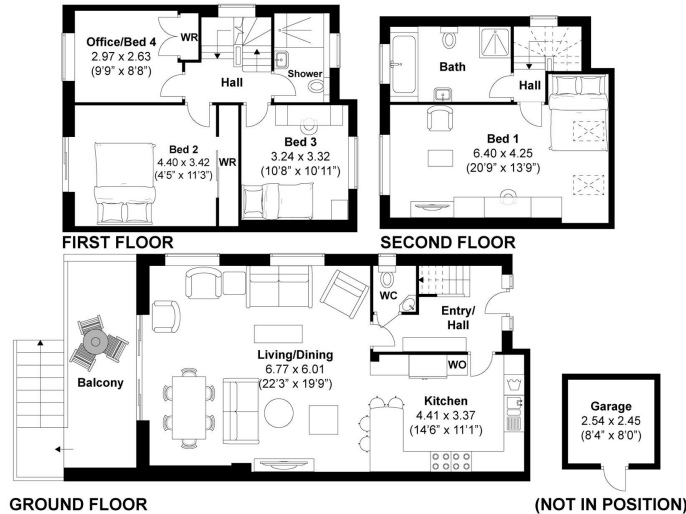 Office/Bed 4
2.97 x 2.63
(9'9" x 8'8")
WR
Hall
Shower
Bed 2
4.40 x 3.42
(4'5" x 11'3")
WR
Bed 3
3.24 x 3.32
(10'8" x 10'11")
FIRST FLOOR
Bath
Hall
Bed 1
6.40 x 4.25
(20'9" x 13'9")
SECOND FLOOR
Balcony
Living/Dining
6.77 x 6.01
(22'3" x 19'9")
WC
Entry/
Hall
WO
Kitchen
4.41 x 3.37
(14'6" x 11'1")
GROUND FLOOR
Garage
2.54 x 2.45
(8'4" x 8'0")
(NOT IN POSITION)